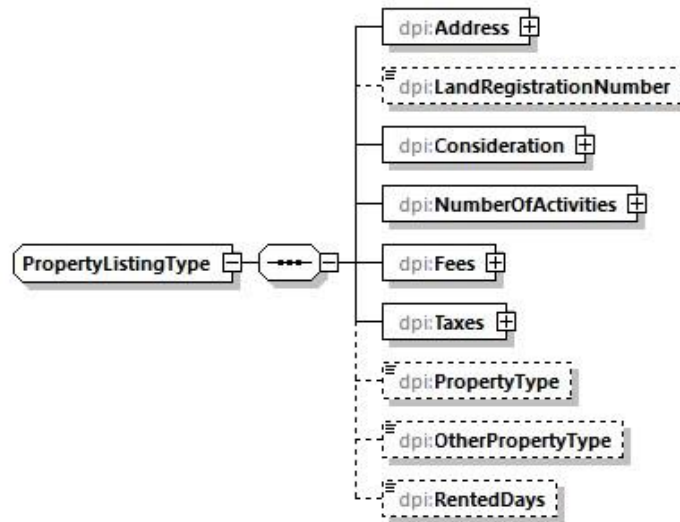 dpi:Address
dpi:LandRegistrationNumber
dpi:Consideration
dpi:NumberOfActivities
PropertyListingType
dpi:Fees
dpi:Taxes
dpi:PropertyType
dpi:OtherPropertyType
dpi:RentedDays